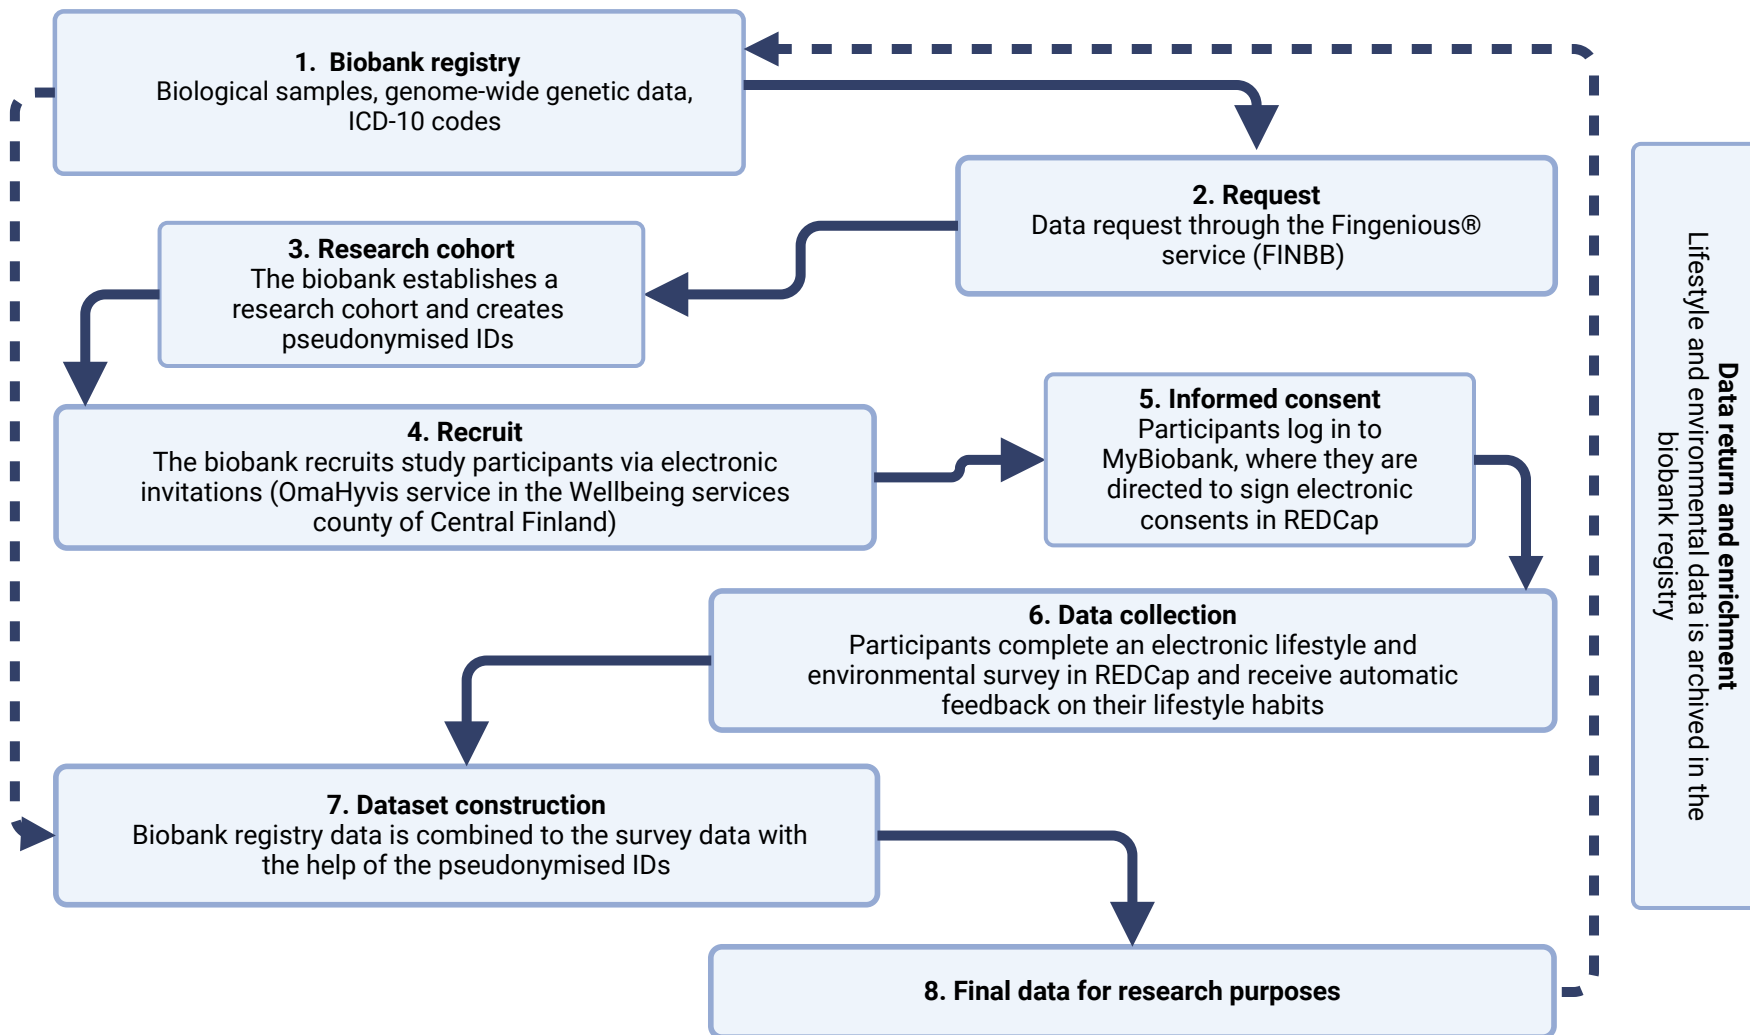 1. Biobank registry
Biological samples, genome-wide genetic data,
ICD-10 codes
2. Request
Data request through the Fingenious®
service (FINBB)
3. Research cohort
The biobank establishes a
research cohort and creates
pseudonymised IDs
4. Recruit
The biobank recruits study participants via electronic
invitations (OmaHyvis service in the Wellbeing services
county of Central Finland)
5. Informed consent
Participants log in to
MyBiobank, where they are
directed to sign electronic
consents in REDCap
6. Data collection
Participants complete an electronic lifestyle and
environmental survey in REDCap and receive automatic
feedback on their lifestyle habits
7. Dataset construction
Biobank registry data is combined to the survey data with
the help of the pseudonymised IDs
8. Final data for research purposes
Data return and enrichment
Lifestyle and environmental data is archived in the
biobank registry